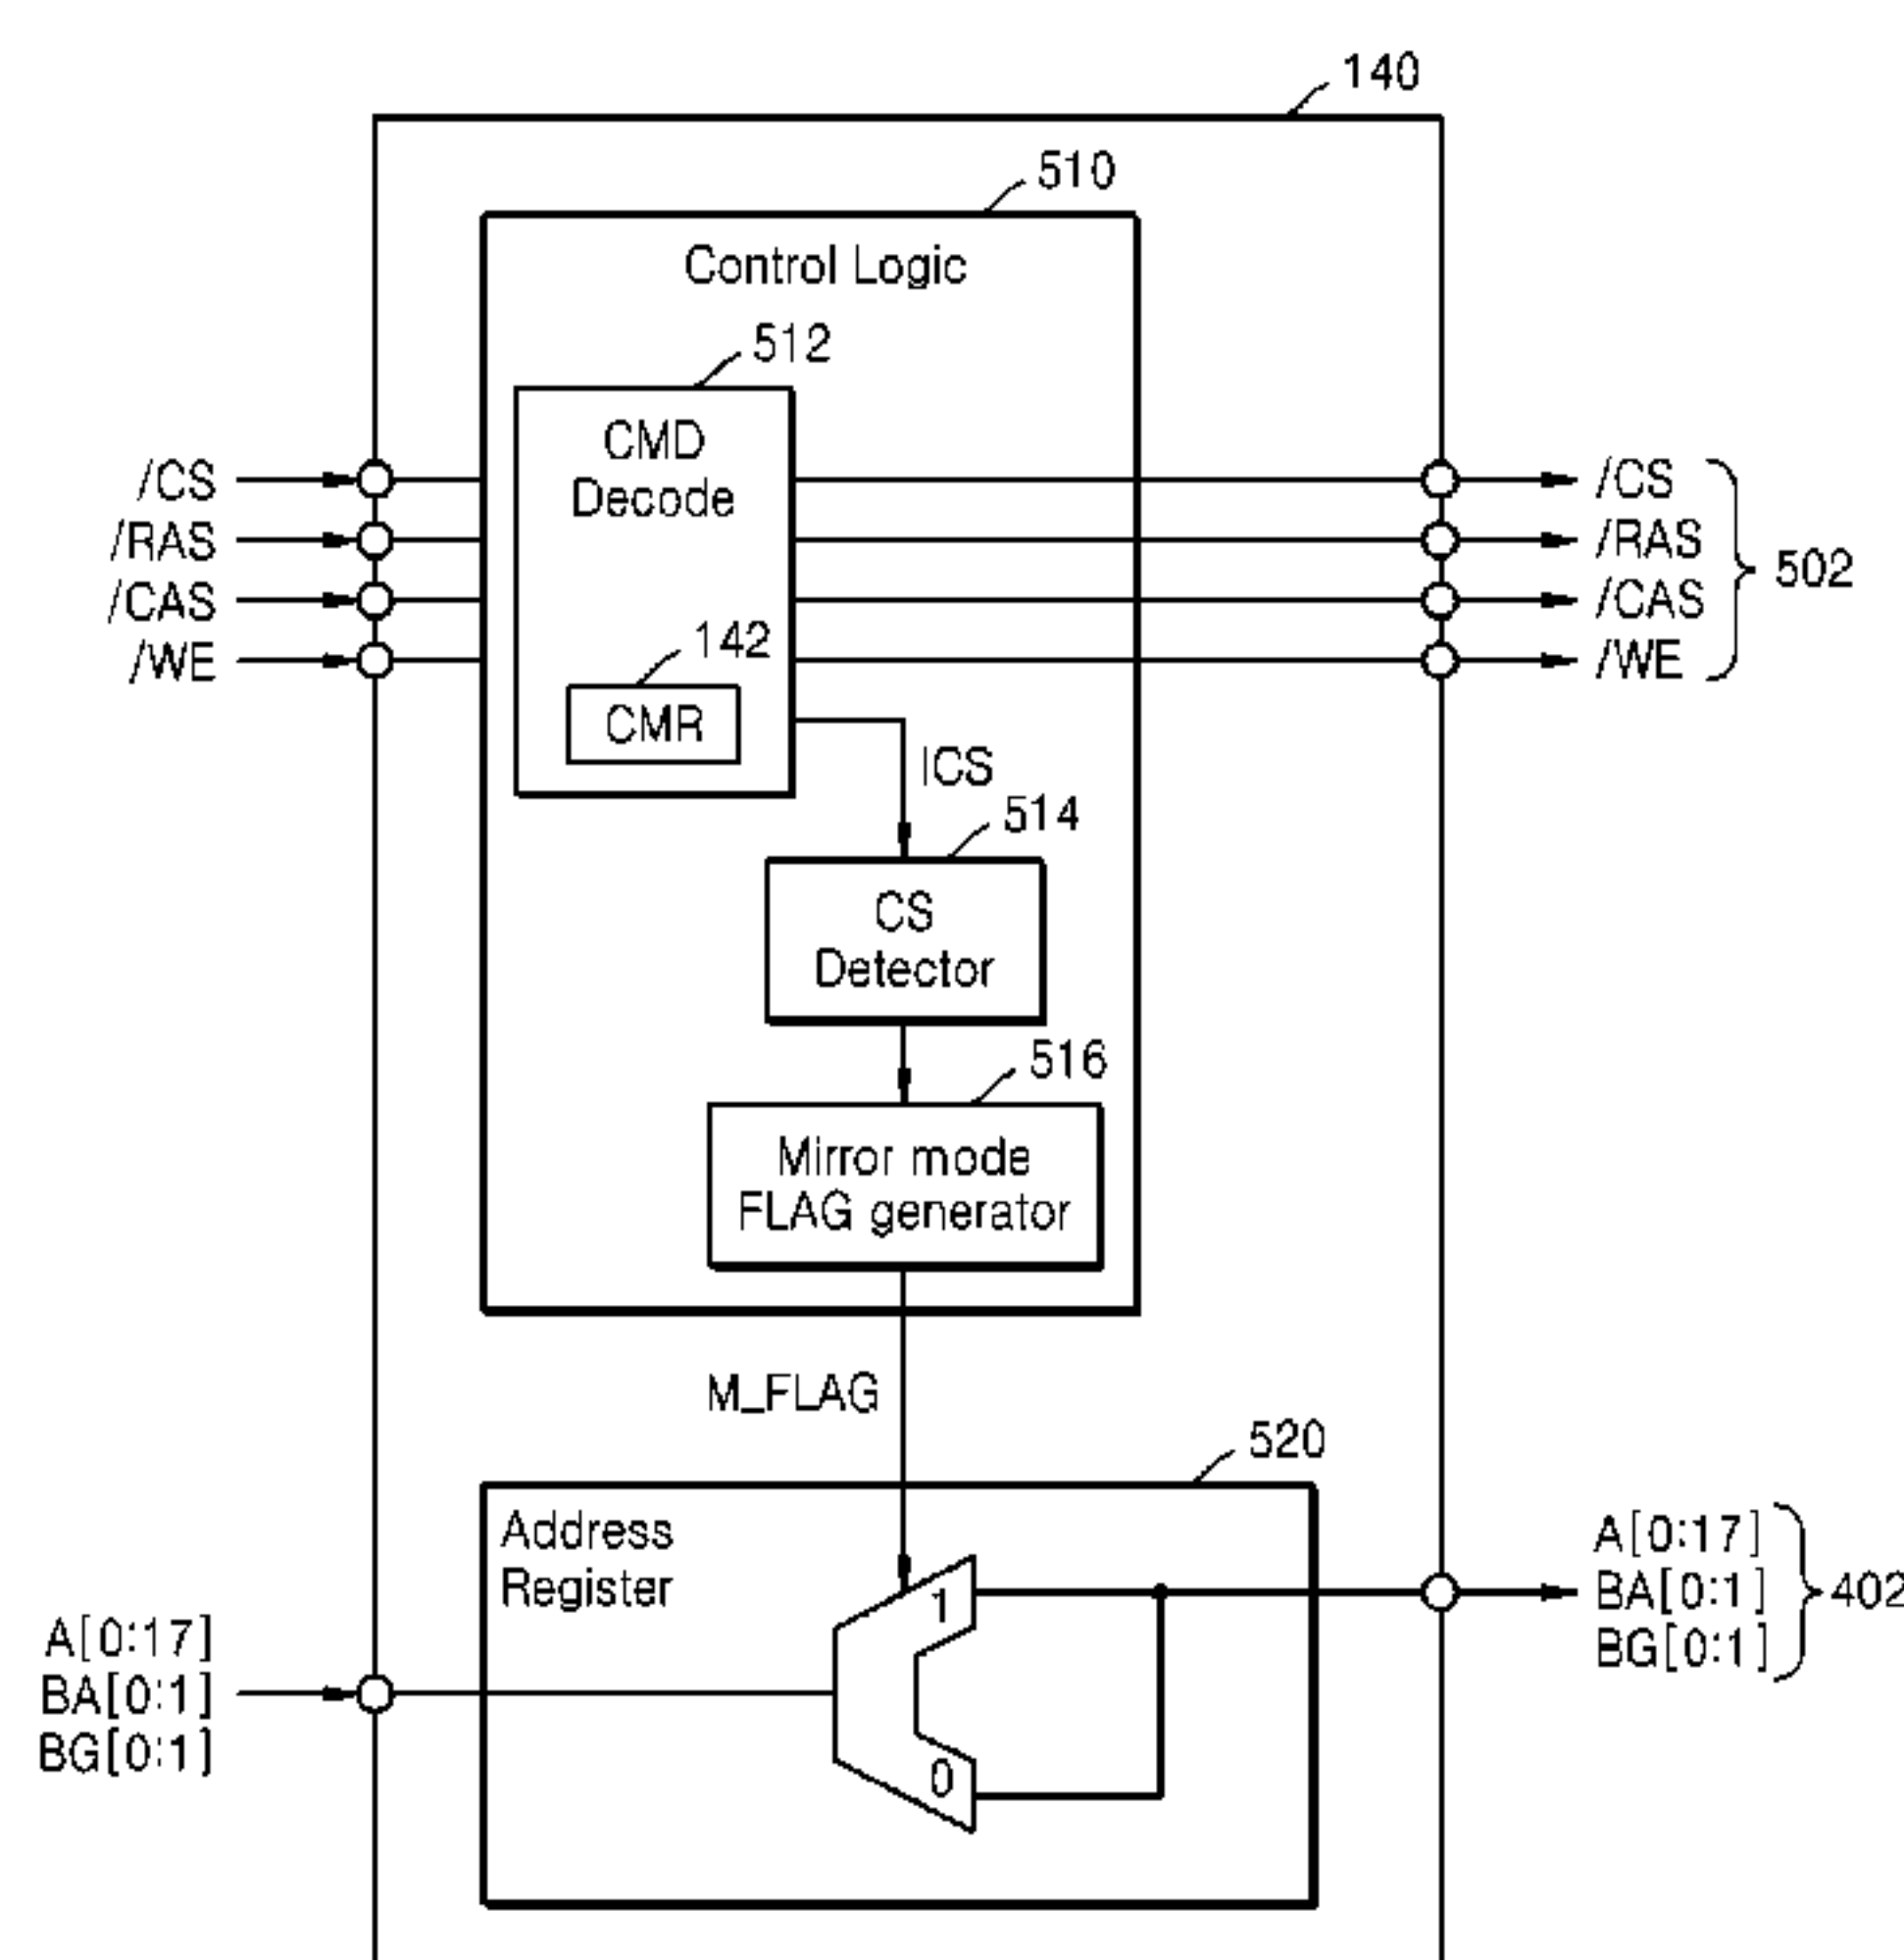 140
510
Control Logic
512
CMD
Decode
/CS
/RAS
/CAS
/WE
142
CMR
/CS
/RAS
/CAS
/WE
502
ICS
514
CS
Detector
516
Mirror mode
FLAG generator
M_FLAG
520
Address
Register
1
0
A[0:17]
BA[0:1]
BG[0:1]
A[0:17]
BA[0:1]
BG[0:1]
402